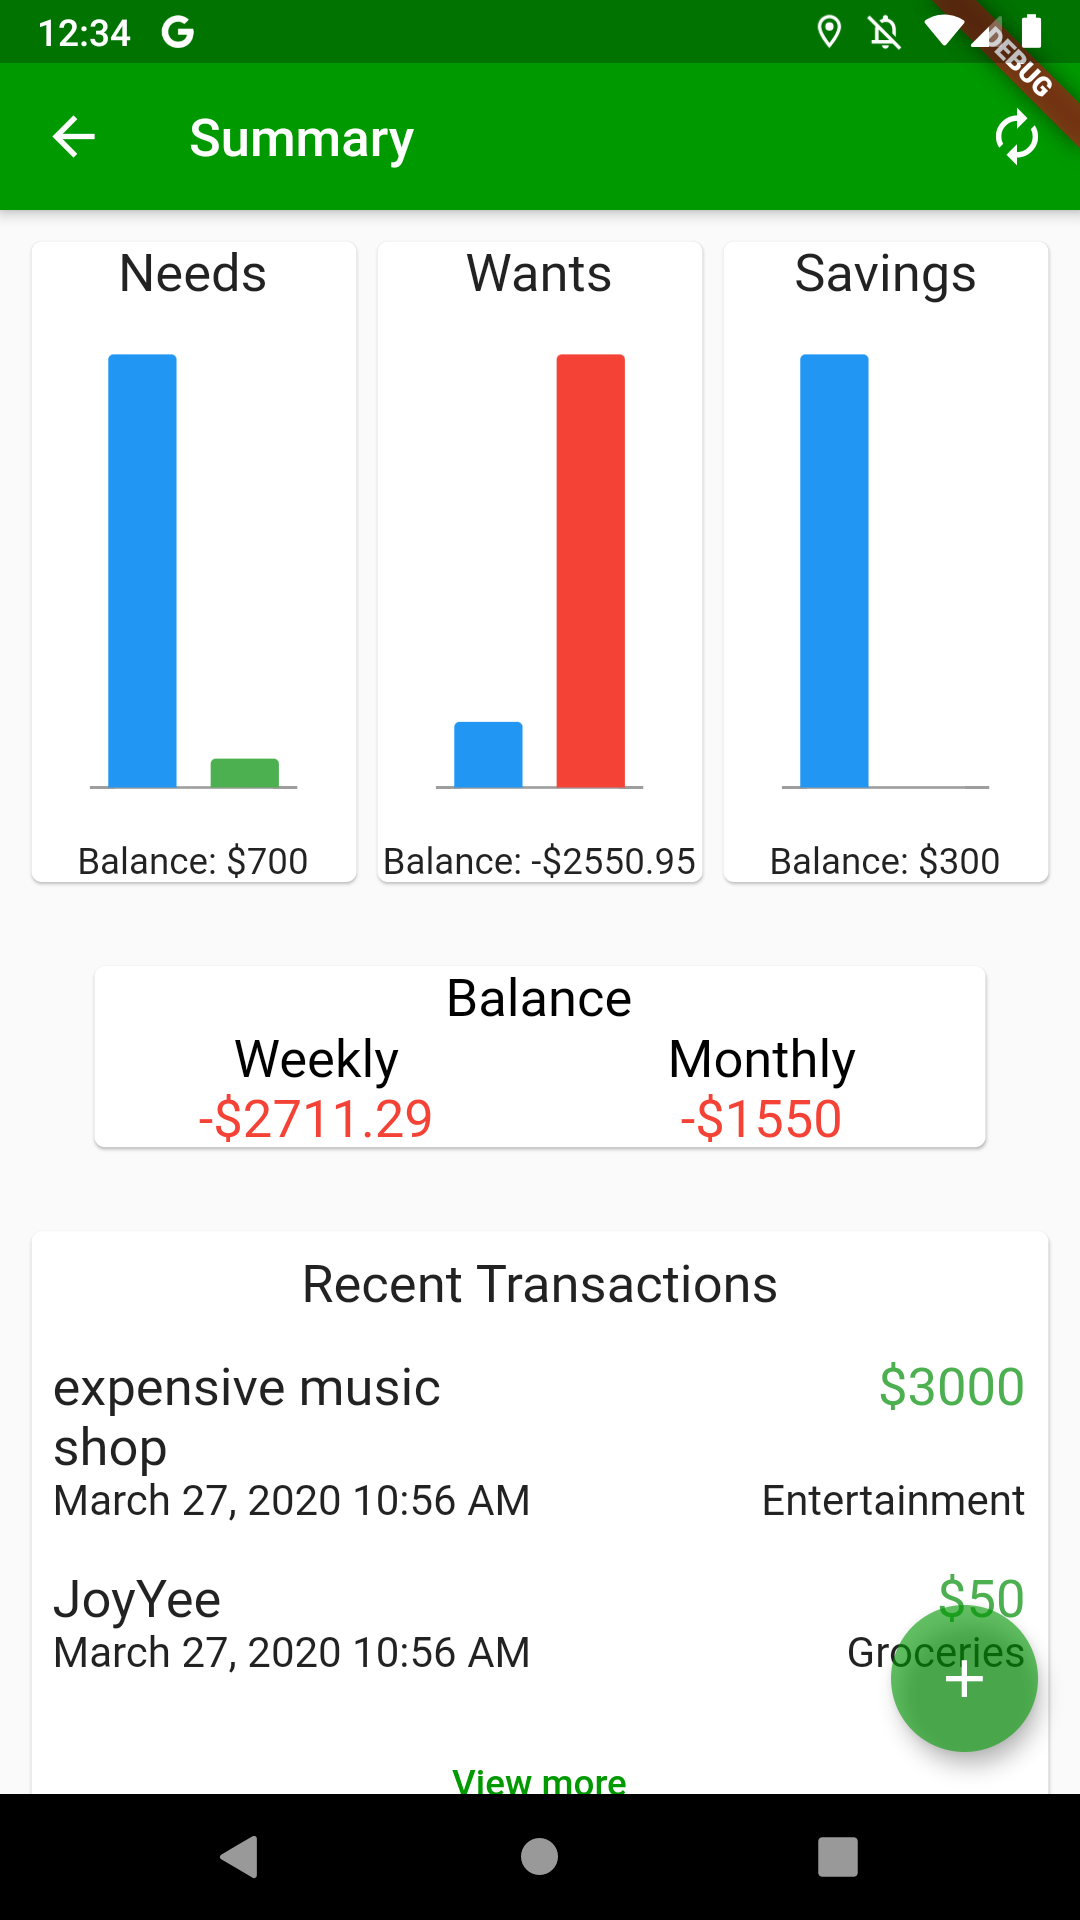 12:34
DEBUG
Summary
Needs
Wants
Savings
Balance: $700
Balance: -$2550.95
Balance: $300
Balance
Weekly
Monthly
-$2711.29
-$1550
Recent Transactions
expensive music
shop
$3000
March 27, 2020 10:56 AM
Entertainment
JoyYee
$50
March 27, 2020 10:56 AM
Groceries
View more